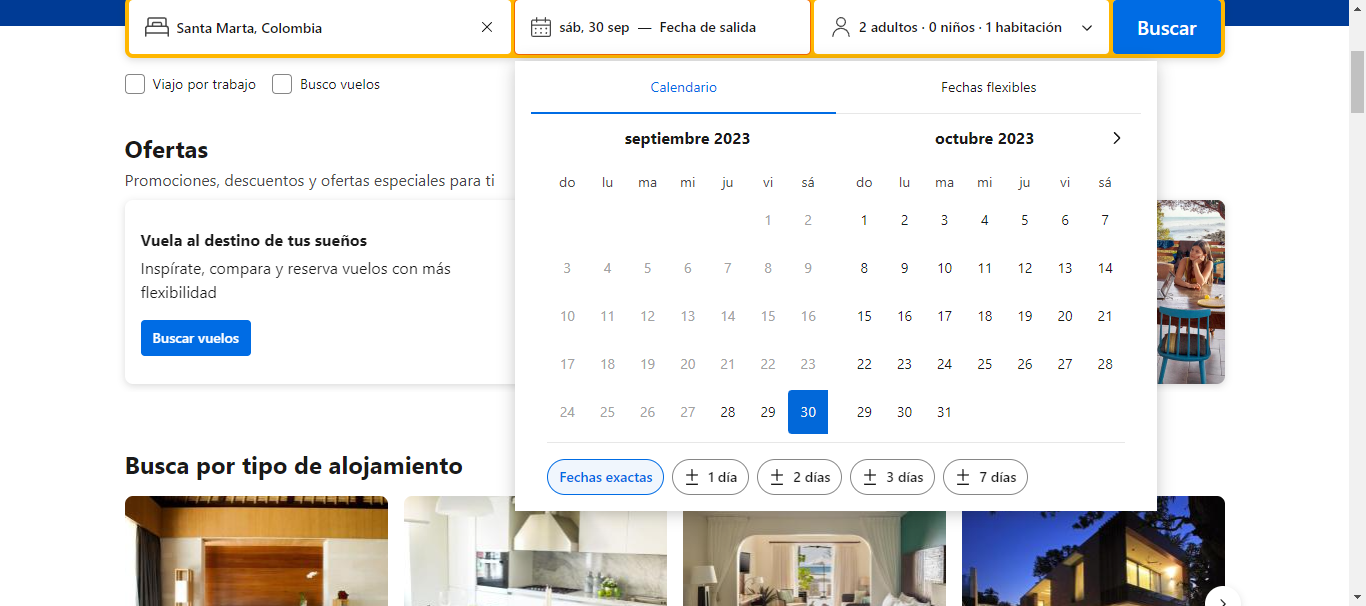 Santa Marta, Colombia
sáb, 30 sep — Fecha de salida
2 adultos · 0 niños · 1 habitación
Buscar
Viajo por trabajo
Busco vuelos
Calendario
Fechas flexibles
septiembre 2023
do lu ma mi ju vi sá
1 2
3 4 5 6 7 8 9
10 11 12 13 14 15 16
17 18 19 20 21 22 23
24 25 26 27 28 29 30
octubre 2023
do lu ma mi ju vi sá
1 2 3 4 5 6 7
8 9 10 11 12 13 14
15 16 17 18 19 20 21
22 23 24 25 26 27 28
29 30 31
Fechas exactas
± 1 día
± 2 días
± 3 días
± 7 días
Ofertas
Promociones, descuentos y ofertas especiales para ti
Vuela al destino de tus sueños
Inspírate, compara y reserva vuelos con más
flexibilidad
Buscar vuelos
Busca por tipo de alojamiento